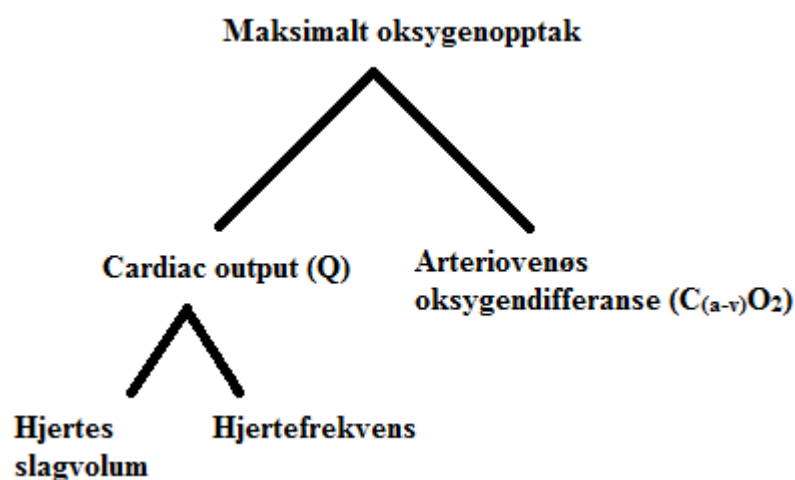 Maksimalt oksygenopptak
Cardiac output (Q)
Arteriovenøs
oksygendifferanse (C(a-v)O2)
Hjertes
slagvolum
Hjertefrekvens